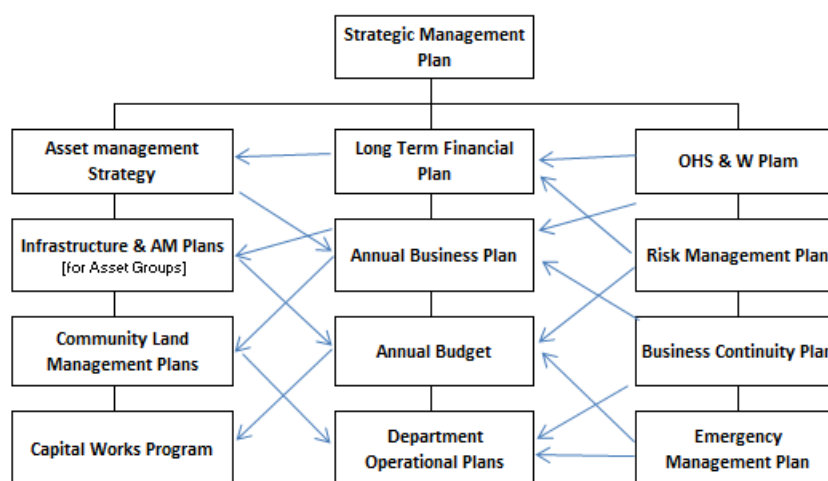 Strategic Management
Plan
Asset management
Strategy
Long Term Financial
Plan
OHS & W Plam
Infrastructure & AM Plans
[for Asset Groups]
Annual Business Plan
Risk Management Plan
Community Land
Management Plans
Annual Budget
Business Continuity Plan
Capital Works Program
Department
Operational Plans
Emergency
Management Plan